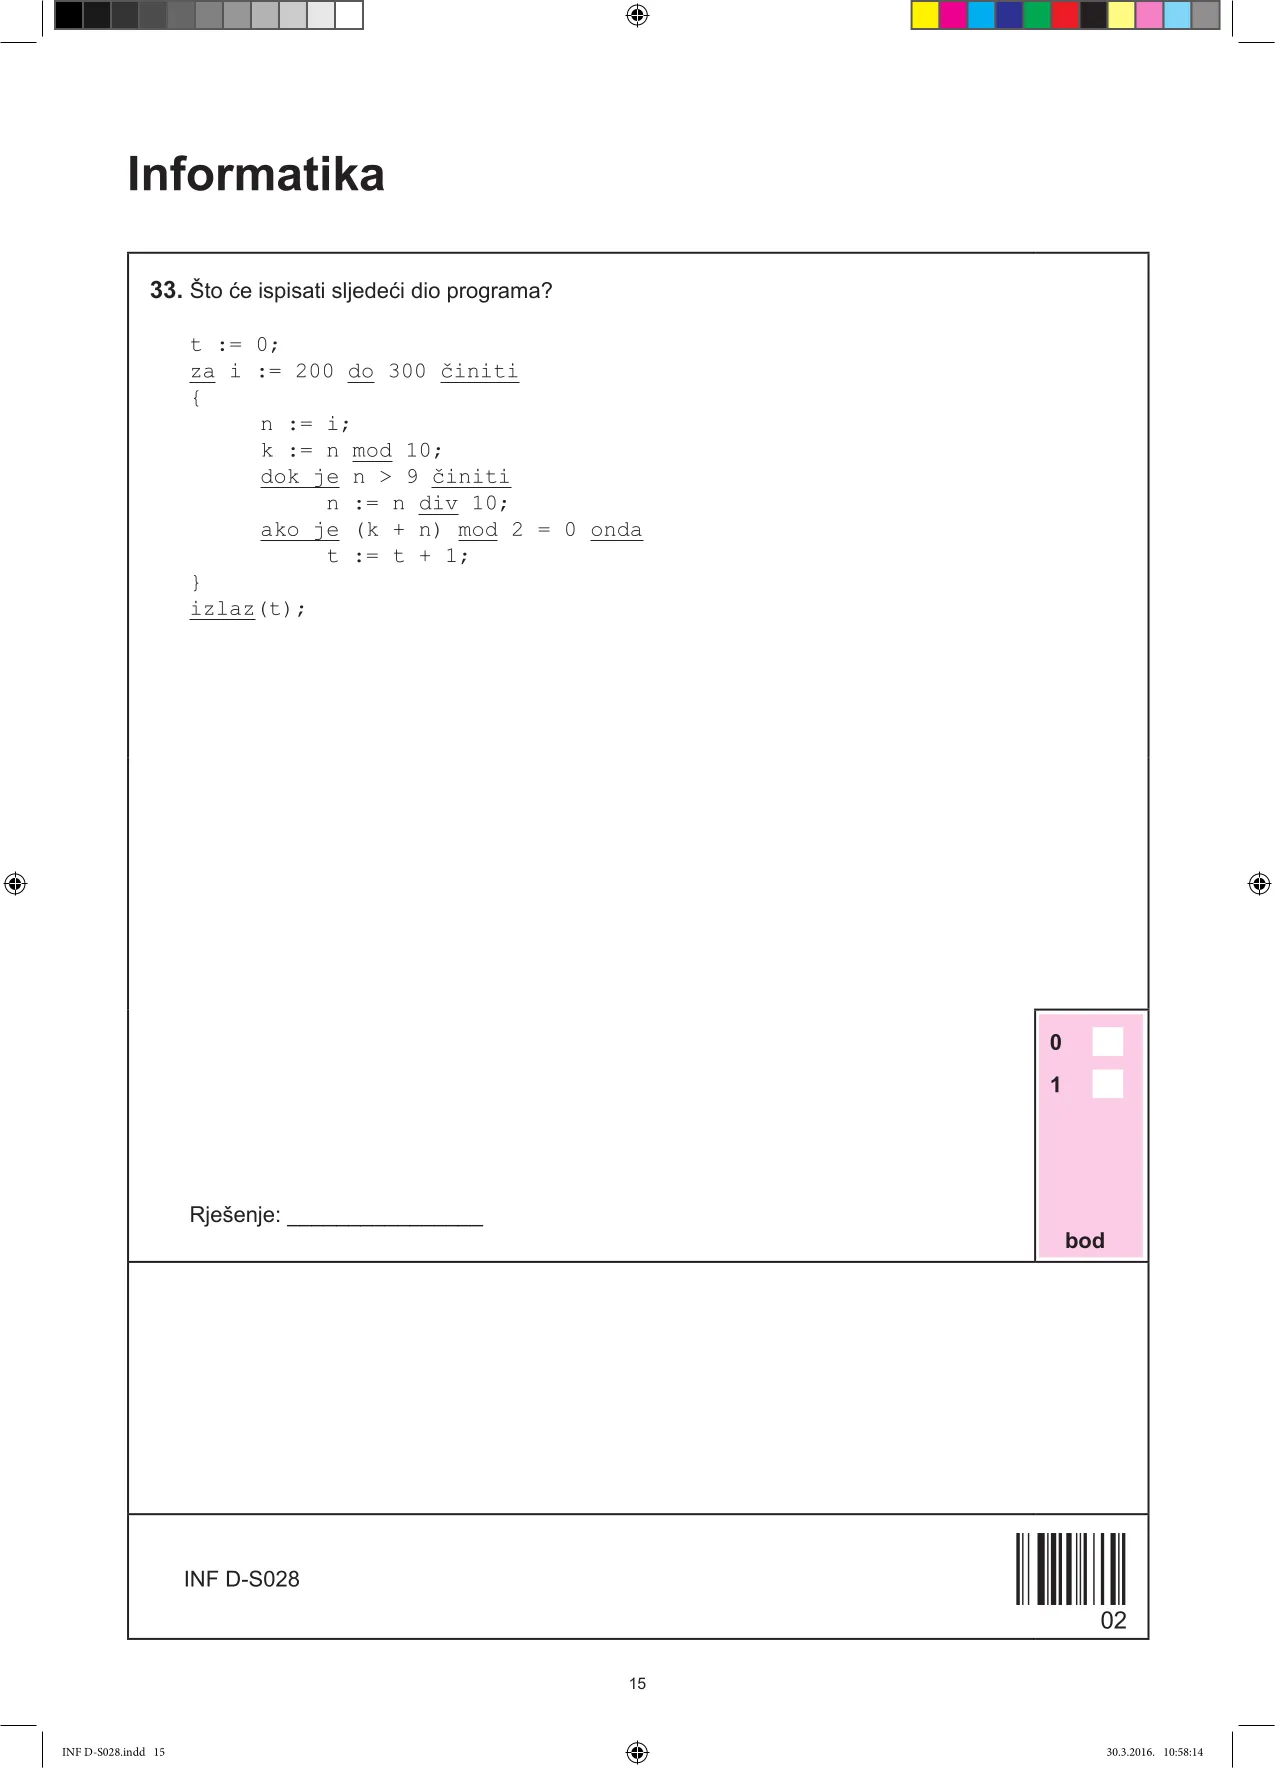 Informatika
33. Što će ispisati sljedeći dio programa?
t := 0;
za i := 200 do 300 činiti
{
n := i;
k := n mod 10;
dok je n > 9 činiti
n := n div 10;
ako je (k + n) mod 2 = 0 onda
t := t + 1;
}
izlaz(t);
0
1
Rješenje: ________________
bod
INF D-S028
02
15
INF D-S028.indd 15
30.3.2016. 10:58:14